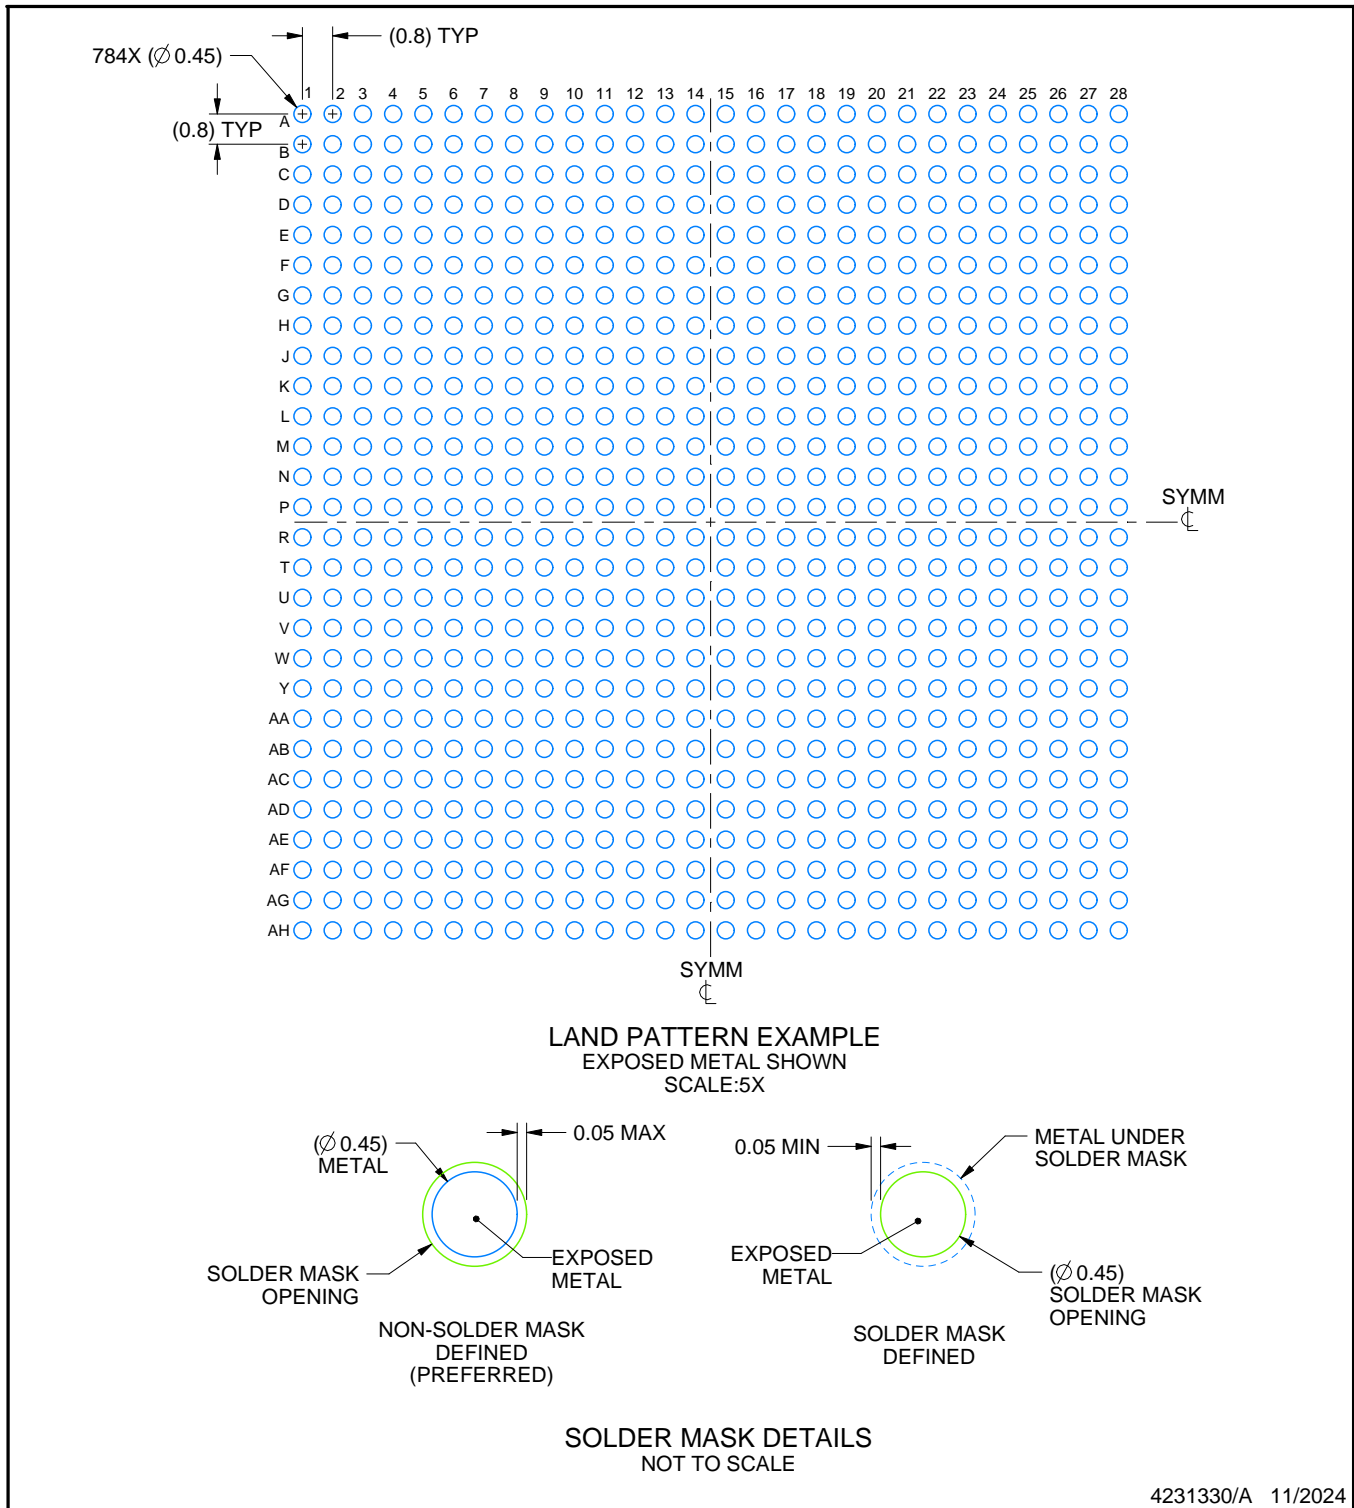 (0.8) TYP
784X (∅ 0.45)
1 2 3 4 5 6 7 8 9 10 11 12 13 14 15 16 17 18 19 20 21 22 23 24 25 26 27 28
A
(0.8) TYP
B
C
D
E
F
G
H
J
K
L
M
N
P
SYMM
℄
R
T
U
V
W
Y
AA
AB
AC
AD
AE
AF
AG
AH
SYMM
℄
LAND PATTERN EXAMPLE
EXPOSED METAL SHOWN
SCALE:5X
(∅ 0.45)
METAL
0.05 MAX
SOLDER MASK
OPENING
EXPOSED
METAL
NON-SOLDER MASK
DEFINED
(PREFERRED)
0.05 MIN
METAL UNDER
SOLDER MASK
EXPOSED
METAL
(∅ 0.45)
SOLDER MASK
OPENING
SOLDER MASK
DEFINED
SOLDER MASK DETAILS
NOT TO SCALE
4231330/A 11/2024